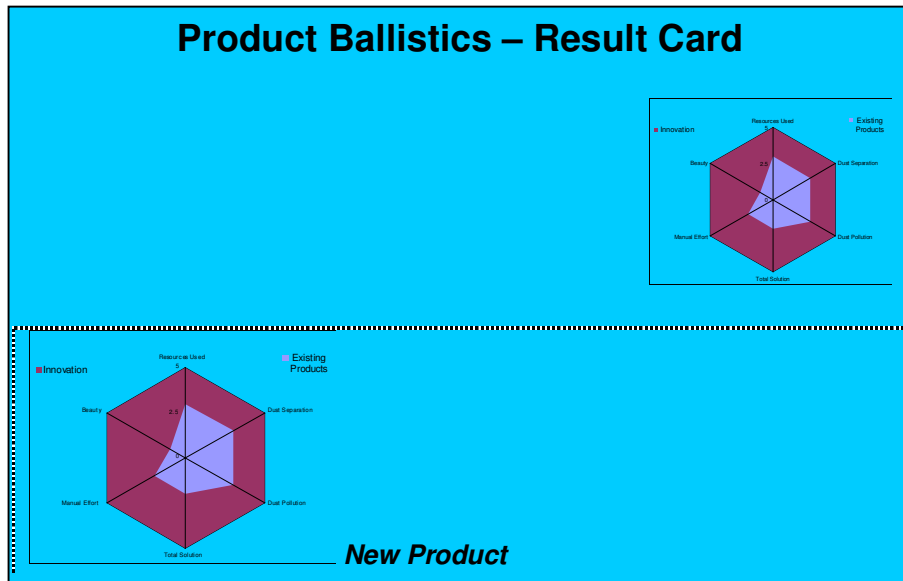 Product Ballistics – Result Card
Resources Used
5
Innovation
Existing
Products
Beauty
2.5
Dust Separation
0
Manual Effort
Dust Pollution
Total Solution
Resources Used
5
Innovation
Existing
Products
Beauty
2.5
Dust Separation
0
Manual Effort
Dust Pollution
Total Solution
New Product